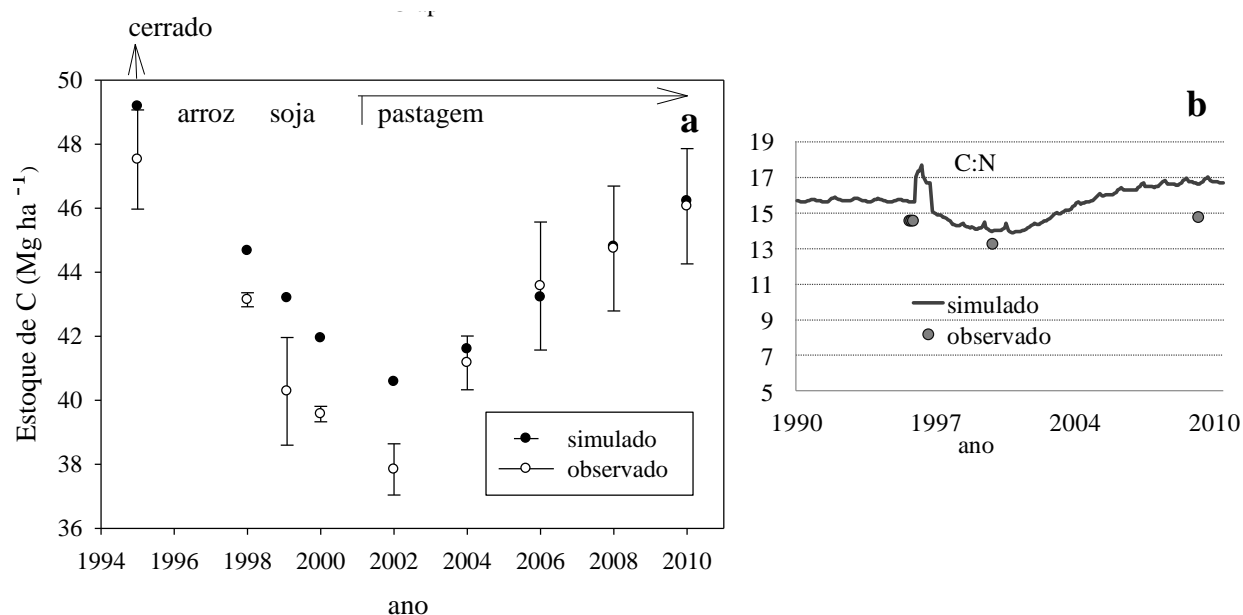 cerrado
50
arroz soja pastagem
a
48
46
44
42
40
38
36
Estoque de C (Mg ha ⁻¹)
simulado
observado
1994 1996 1998 2000 2002 2004 2006 2008 2010
ano
b
19
17
15
13
11
9
7
5
C:N
simulado
observado
1990 1997 2004 2010
ano